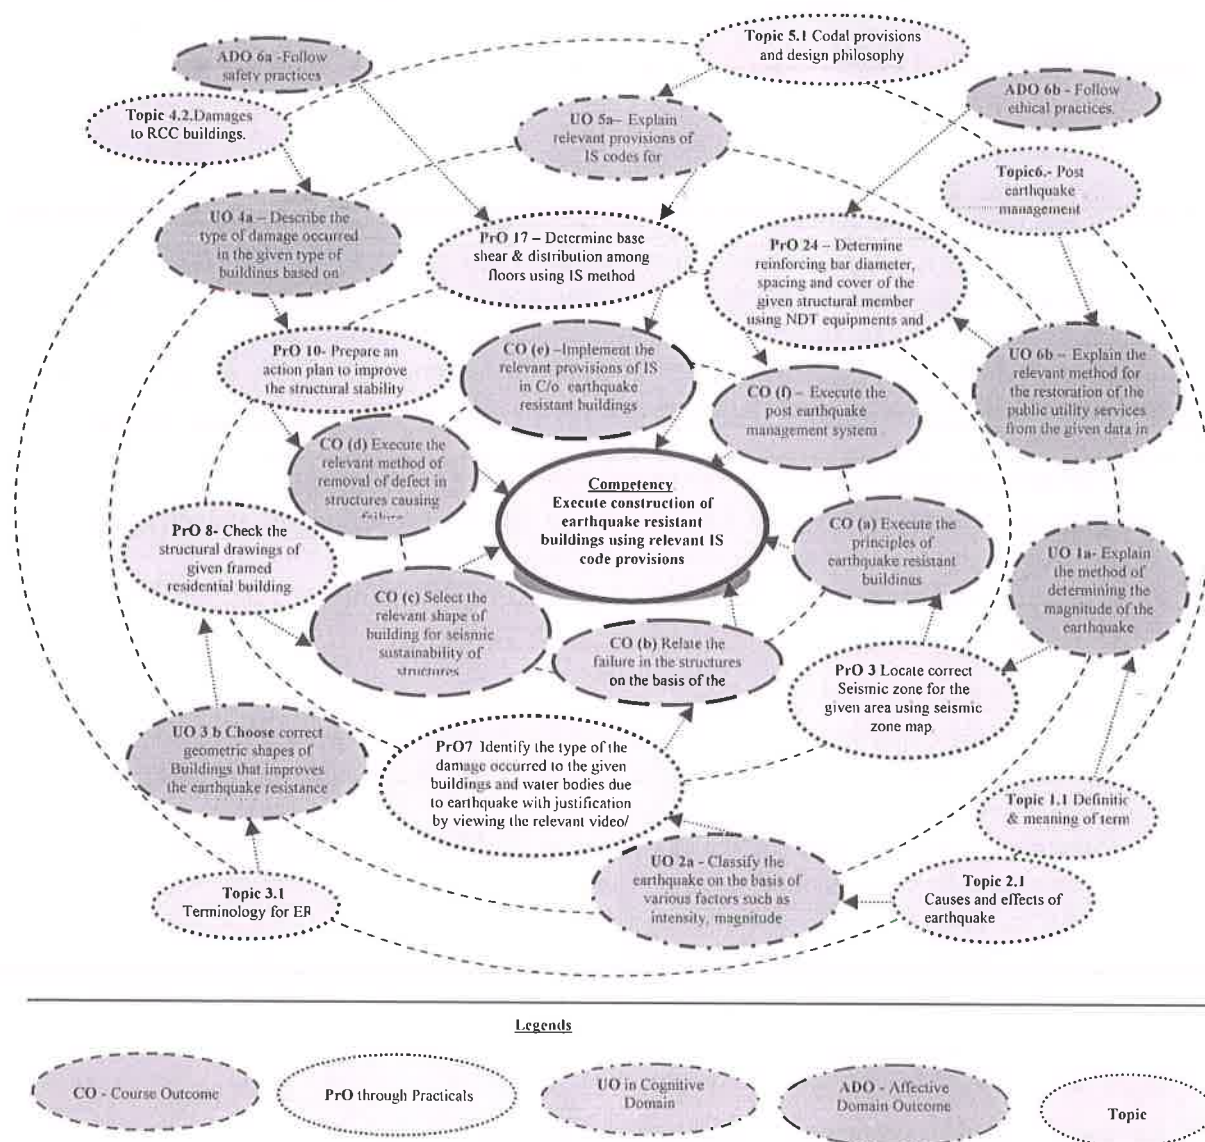 Topic 5.1 Codal provisions
and design philosophy
ADO 6a -Follow
safety practices
ADO 6b - Follow
ethical practices.
Topic 4.2.Damages
to RCC buildings.
UO 5a– Explain
relevant provisions of
IS codes for
Topic6.- Post
earthquake
management
UO 4a – Describe the
type of damage occurred
in the given type of
buildings based on
PrO 17 – Determine base
shear & distribution among
floors using IS method
PrO 24 – Determine
reinforcing bar diameter,
spacing and cover of the
given structural member
using NDT equipments and
PrO 10- Prepare an
action plan to improve
the structural stability
CO (e) –Implement the
relevant provisions of IS
in C/o earthquake
resistant buildings
CO (f) – Execute the
post earthquake
management system
UO 6b – Explain the
relevant method for
the restoration of the
public utility services
from the given data in
CO (d) Execute the
relevant method of
removal of defect in
structures causing
failure
Competency
Execute construction of
earthquake resistant
buildings using relevant IS
code provisions
PrO 8- Check the
structural drawings of
given framed
residential building
CO (a) Execute the
principles of
earthquake resistant
buildings
UO 1a- Explain
the method of
determining the
magnitude of the
earthquake
CO (c) Select the
relevant shape of
building for seismic
sustainability of
structures
CO (b) Relate the
failure in the structures
on the basis of the
PrO 3 Locate correct
Seismic zone for the
given area using seismic
zone map
UO 3 b Choose correct
geometric shapes of
Buildings that improves
the earthquake resistance
PrO7 Identify the type of the
damage occurred to the given
buildings and water bodies due
to earthquake with justification
by viewing the relevant video/
Topic 1.1 Definitic
& meaning of term
UO 2a - Classify the
earthquake on the basis of
various factors such as
intensity, magnitude
Topic 2.1
Causes and effects of
earthquake
Topic 3.1
Terminology for ER
Legends
CO - Course Outcome
PrO through Practicals
UO in Cognitive
Domain
ADO - Affective
Domain Outcome
Topic